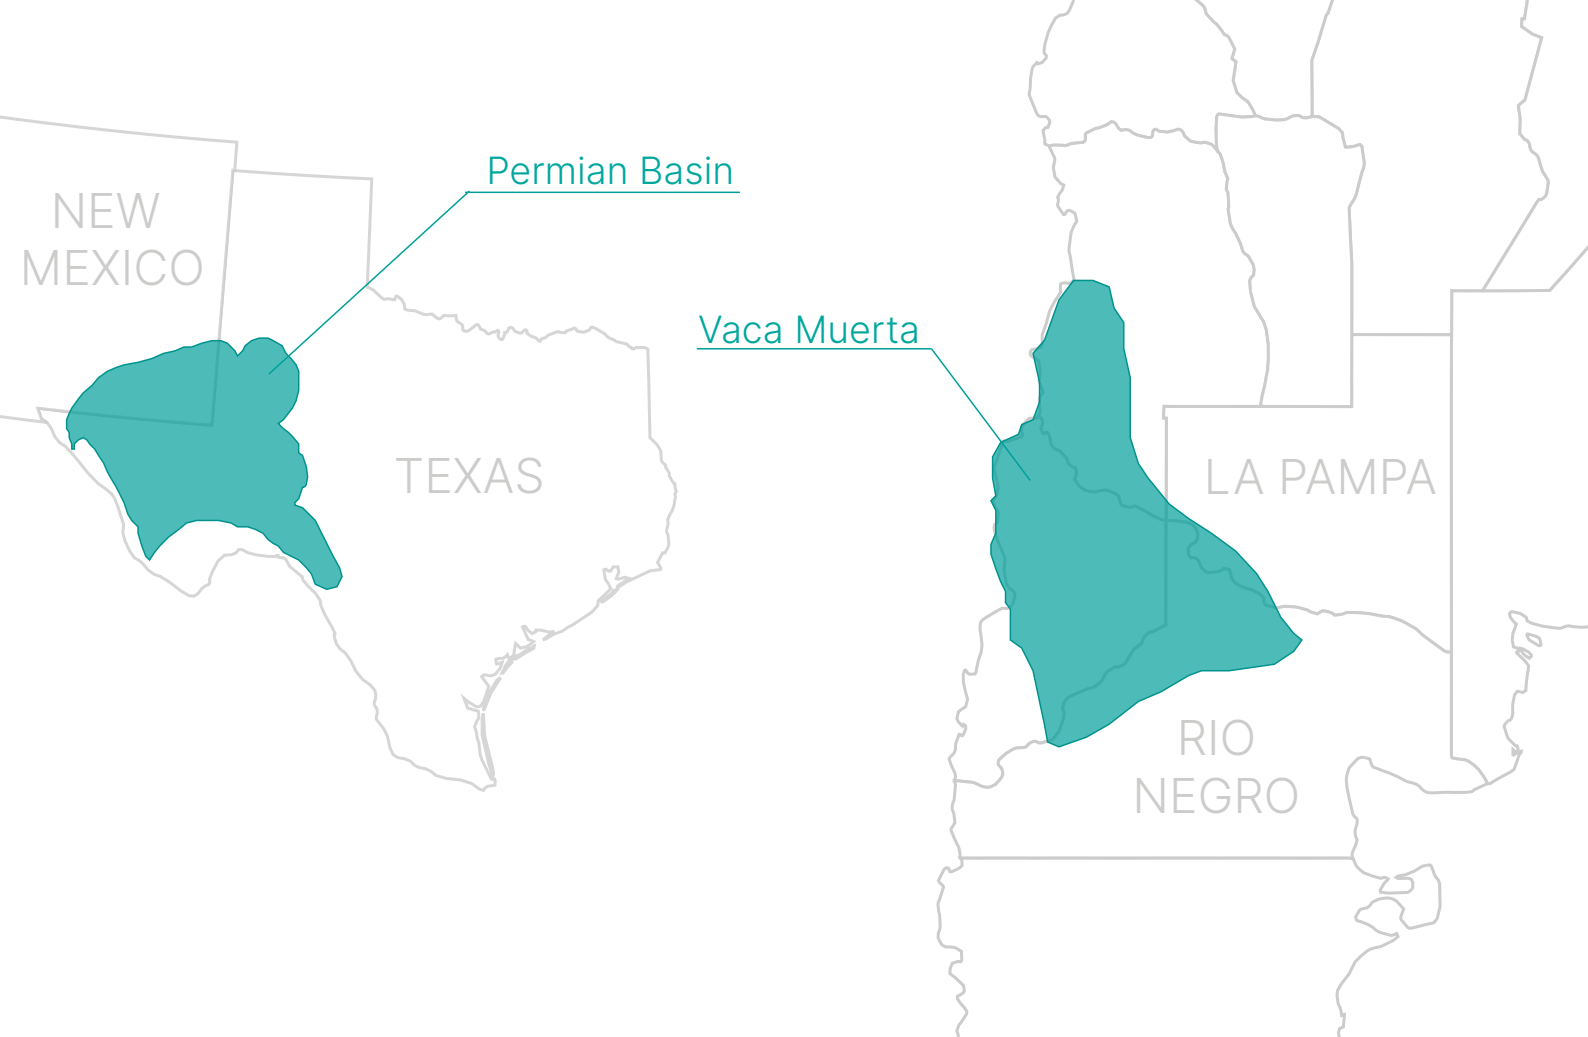 Permian Basin
NEW
MEXICO
TEXAS
Vaca Muerta
LA PAMPA
RIO
NEGRO